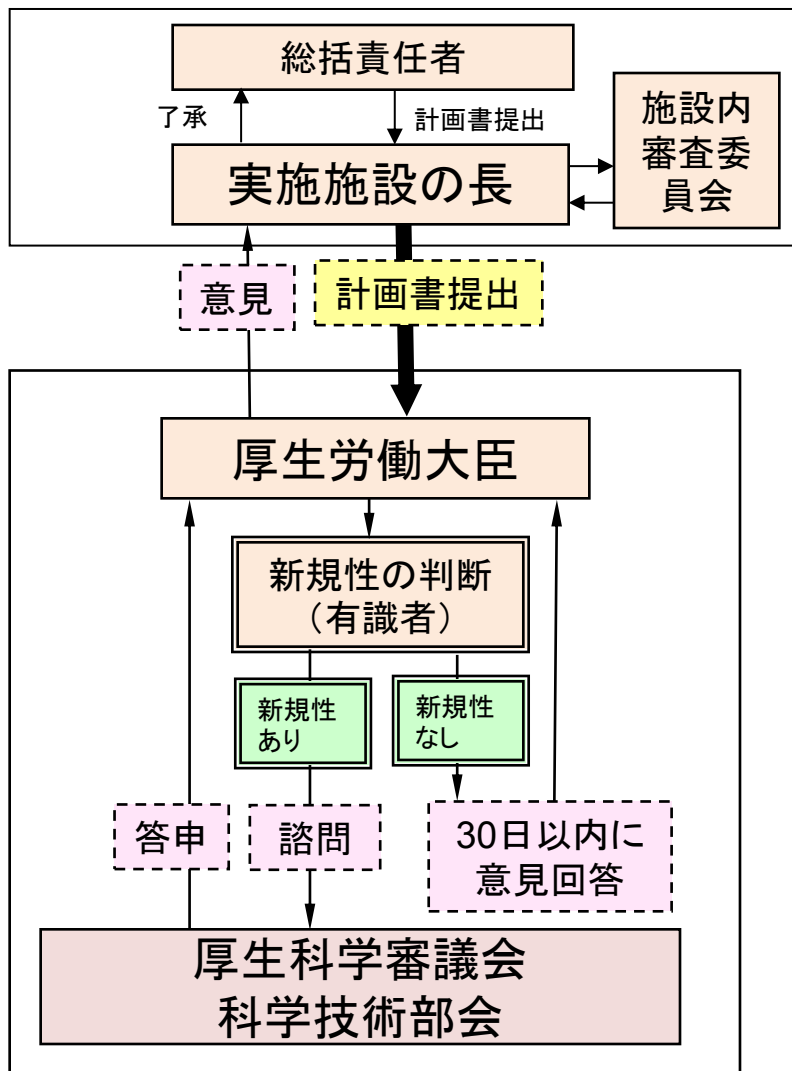 総括責任者
了承
計画書提出
施設内
審査委
員会
実施施設の長
意見
計画書提出
厚生労働大臣
新規性の判断
（有識者）
新規性
あり
新規性
なし
答申
諮問
30日以内に
意見回答
厚生科学審議会
科学技術部会